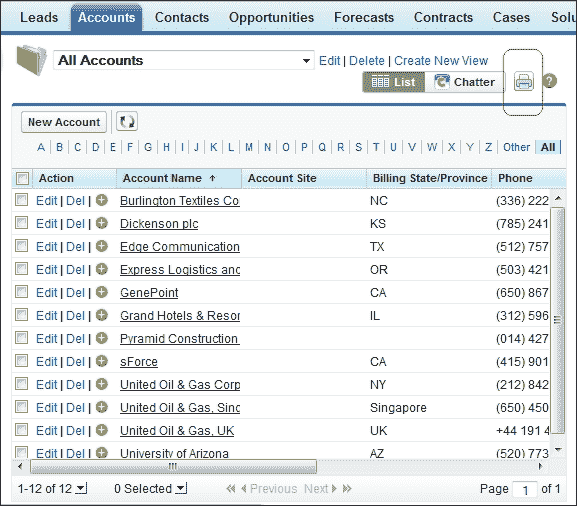 Leads Accounts Contacts Opportunities Forecasts Contracts Cases Solu
All Accounts Edit | Delete | Create New View
List Chatter ?
New Account
A B C D E F G H I J K L M N O P Q R S T U V W X Y Z Other All
Action Account Name Account Site Billing State/Province Phone
Edit | Del | Burlington Textiles Co NC (336) 222
Edit | Del | Dickenson plc KS (785) 241
Edit | Del | Edge Communication TX (512) 757
Edit | Del | Express Logistics and OR (503) 421
Edit | Del | GenePoint CA (650) 867
Edit | Del | Grand Hotels & Resor IL (312) 596
Edit | Del | Pyramid Construction (014) 427
Edit | Del | sForce CA (415) 901
Edit | Del | United Oil & Gas Corp NY (212) 842
Edit | Del | United Oil & Gas, Sing Singapore (650) 450
Edit | Del | United Oil & Gas, UK UK +44 191 4
Edit | Del | University of Arizona AZ (520) 773
1-12 of 12 0 Selected Previous Next Page 1 of 1